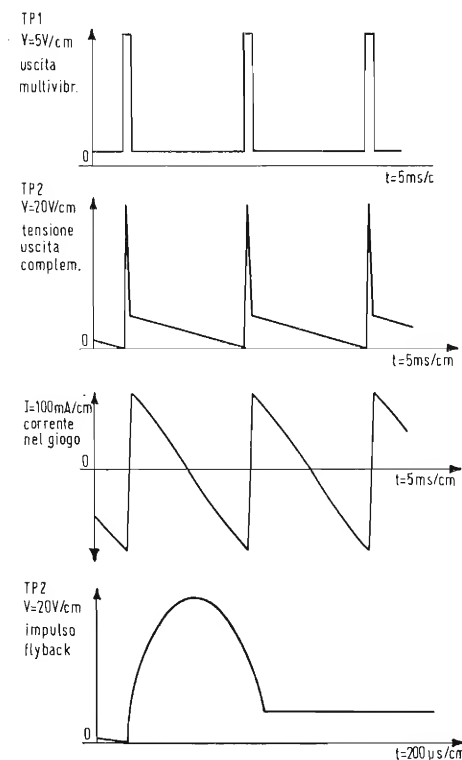 TP1
V=5V/cm
uscita
multivibr.
0
t=5ms/c
TP2
V=20V/cm
tensione
uscita
complem.
0
t=5ms/cm
I=100mA/cm
corrente
nel giogo
0
t=5ms/cm
TP2
V=20V/cm
impulso
flyback
0
t=200µs/cm